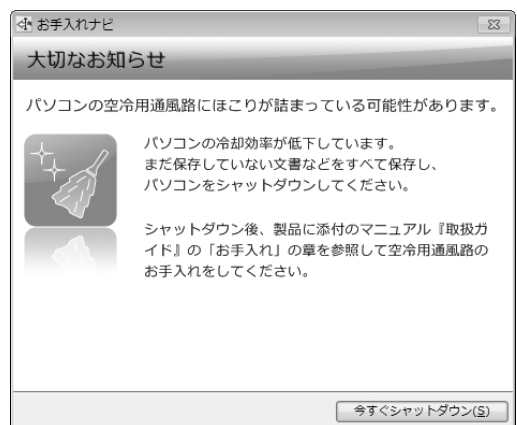 お手入れナビ
大切なお知らせ
パソコンの空冷用通風路にほこりが詰まっている可能性があります。
パソコンの冷却効率が低下しています。
まだ保存していない文書などをすべて保存し、
パソコンをシャットダウンしてください。
シャットダウン後、製品に添付のマニュアル『取扱ガ
イド』の「お手入れ」の章を参照して空冷用通風路の
お手入れをしてください。
今すぐシャットダウン(S)